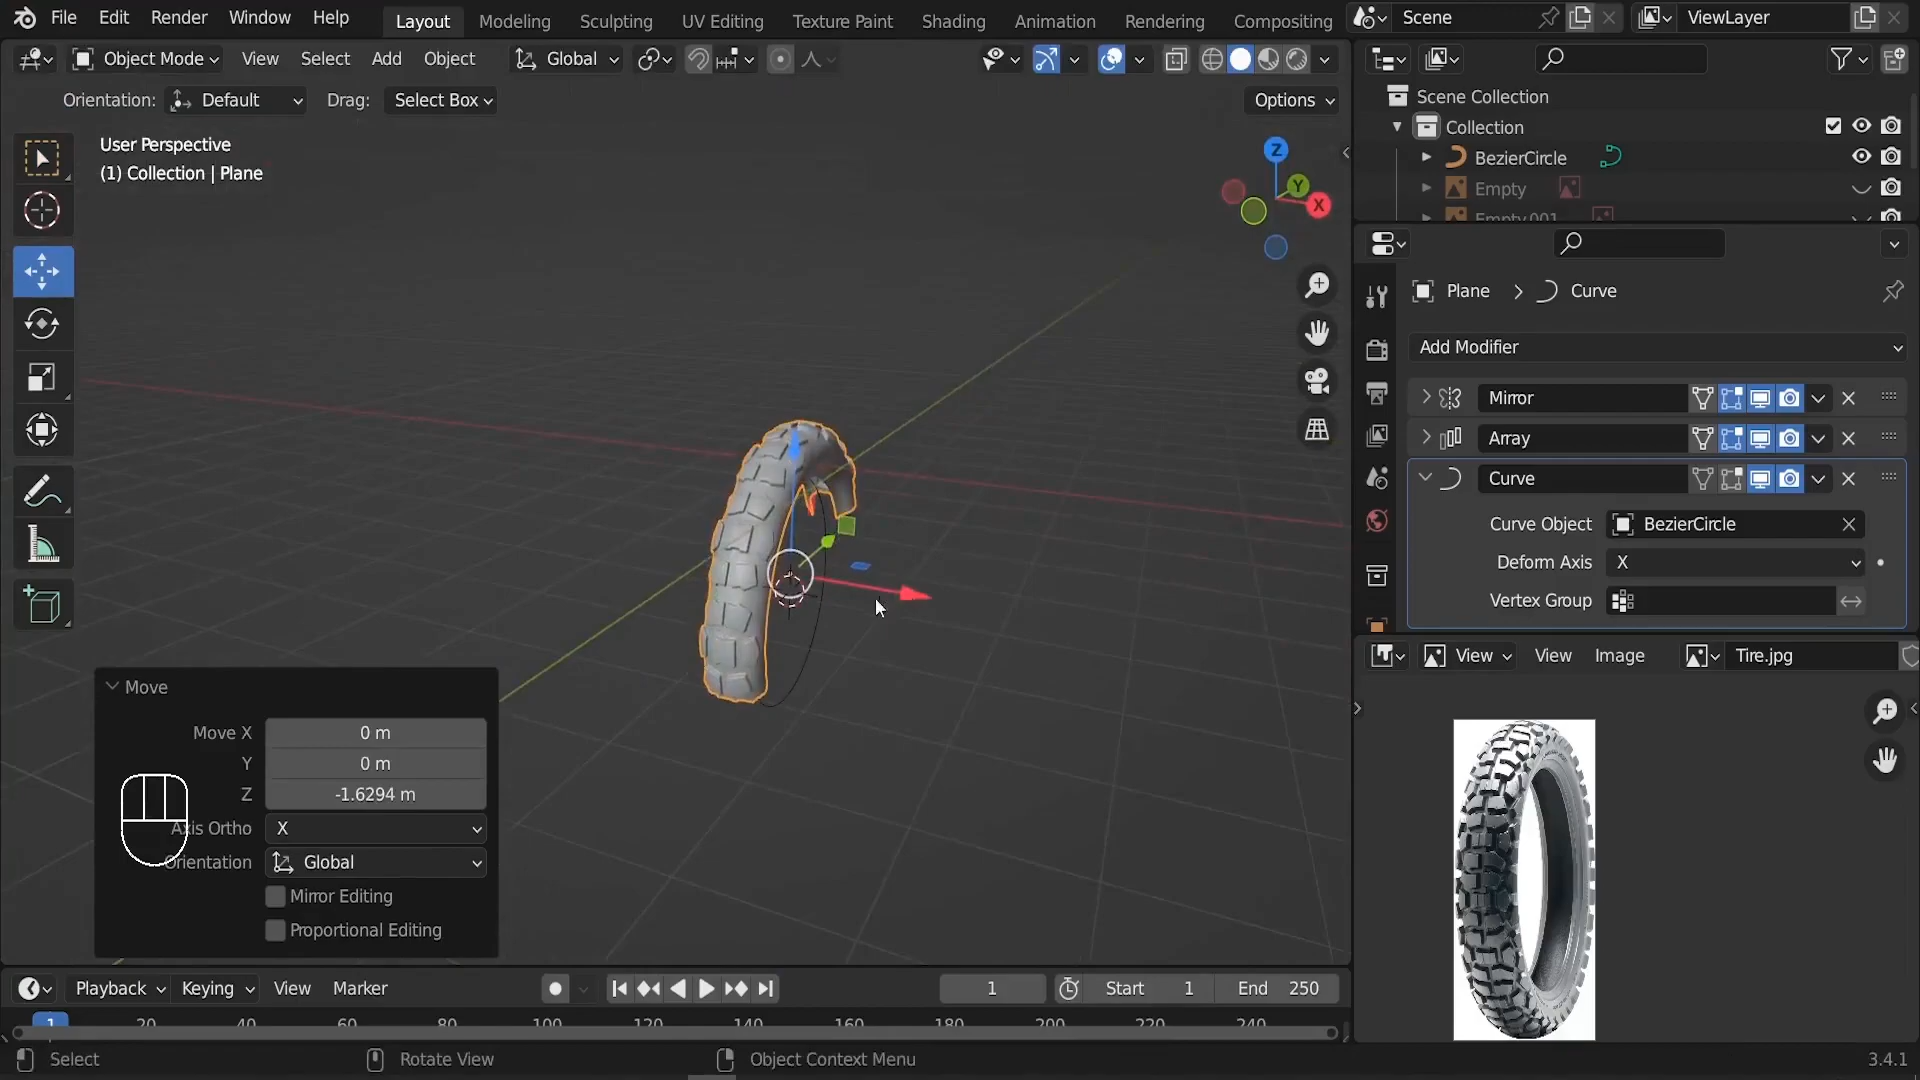 File Edit Render Window Help Layout Modeling Sculpting UV Editing Texture Paint Shading Animation Rendering Compositing Scene ViewLayer
Object Mode View Select Add Object Global
Orientation: Default Drag: Select Box Options
User Perspective
(1) Collection | Plane
Z
Y
X
Scene Collection
Collection
BezierCircle
Empty
Empty.001
Plane > Curve
Add Modifier
Mirror
Array
Curve
Curve Object BezierCircle
Deform Axis X
Vertex Group
View View Image Tire.jpg
Move
Move X 0 m
Y 0 m
Z -1.6294 m
Axis Ortho X
Orientation Global
Mirror Editing
Proportional Editing
Playback Keying View Marker 1 Start 1 End 250
1 20 40 60 80 100 120 140 160 180 200 220 240
Select Rotate View Object Context Menu 3.4.1